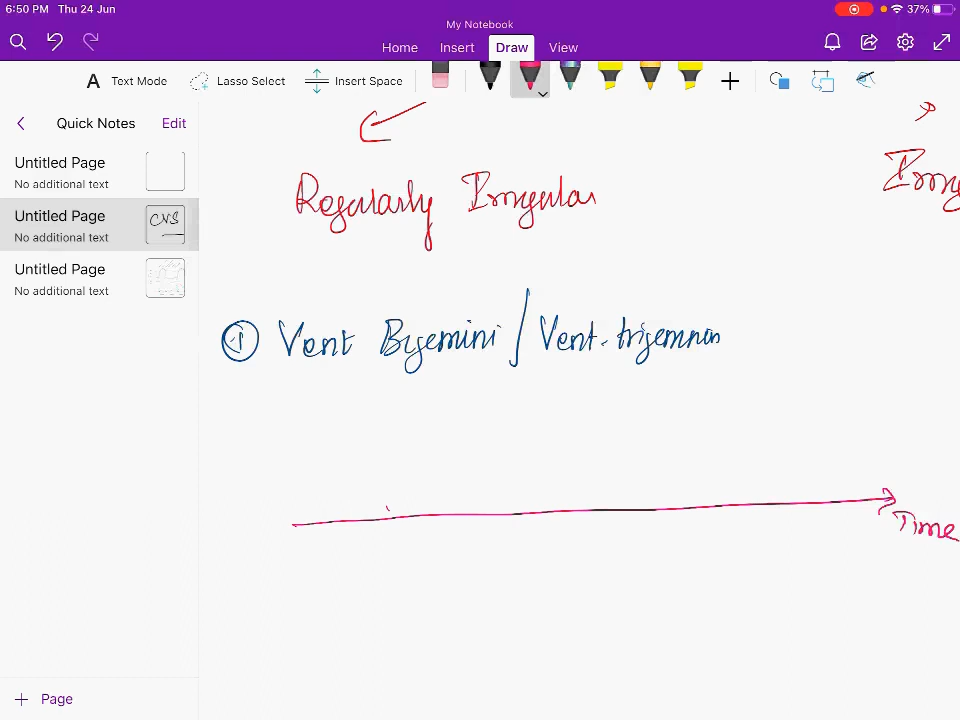 6:50 PM Thu 24 Jun
37%
My Notebook
Home Insert Draw View
Text Mode Lasso Select Insert Space
Quick Notes Edit
Untitled Page
No additional text
Untitled Page
No additional text
CNS
Untitled Page
No additional text
Page
Regularly Irregular
① Vent Bigemini / Vent. trigemnin
Time